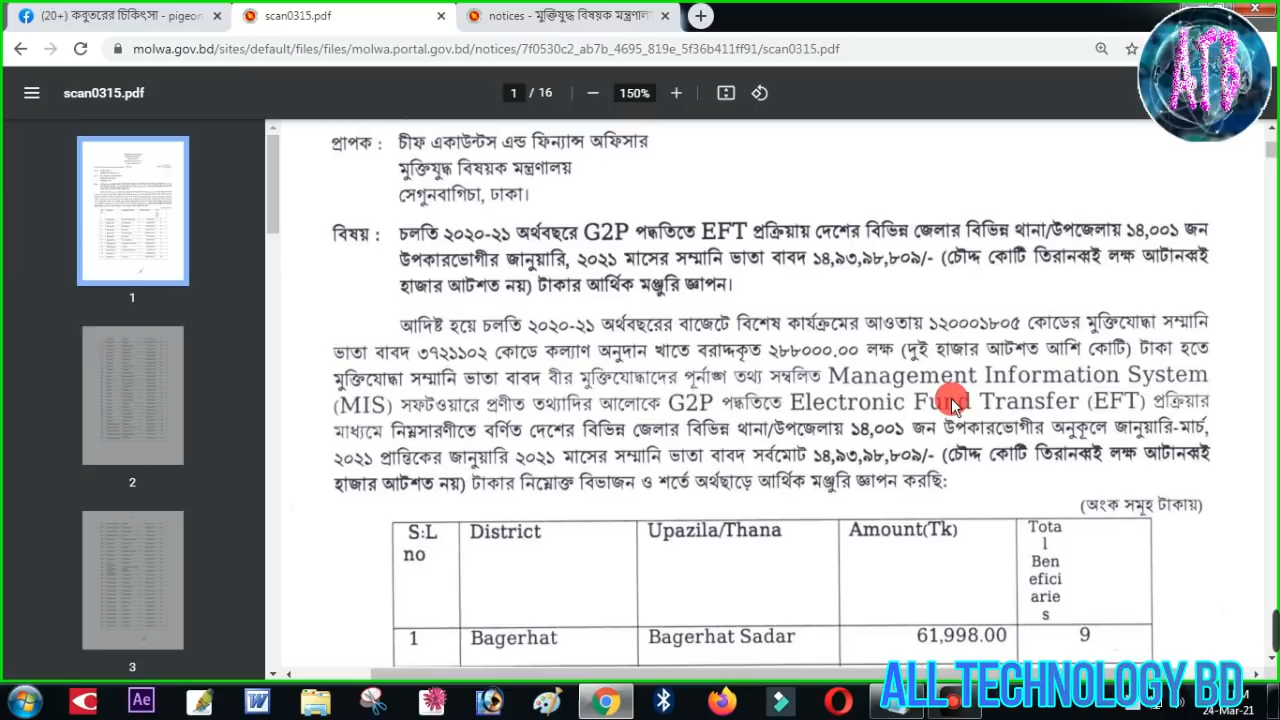 (20+) কবুতরের চিকিৎসা - pigeon
scan0315.pdf
notices - মুক্তিযুদ্ধ বিষয়ক মন্ত্রণাল
molwa.gov.bd/sites/default/files/files/molwa.portal.gov.bd/notices/7f0530c2_ab7b_4695_819e_5f36b411ff91/scan0315.pdf
scan0315.pdf
1 / 16
150%
প্রাপক : চীফ একাউন্টস এন্ড ফিন্যান্স অফিসার
মুক্তিযুদ্ধ বিষয়ক মন্ত্রণালয়
সেগুনবাগিচা, ঢাকা।
বিষয় : চলতি ২০২০-২১ অর্থবছরে G2P পদ্ধতিতে EFT প্রক্রিয়ায় দেশের বিভিন্ন জেলার বিভিন্ন থানা/উপজেলায় ১৪,০০১ জন
উপকারভোগীর জানুয়ারি, ২০২১ মাসের সম্মানি ভাতা বাবদ ১৪,৯৩,৯৮,৮০৯/- (চৌদ্দ কোটি তিরানব্বই লক্ষ আটানব্বই
হাজার আটশত নয়) টাকার আর্থিক মঞ্জুরি জ্ঞাপন।
আদিষ্ট হয়ে চলতি ২০২০-২১ অর্থবছরের বাজেটে বিশেষ কার্যক্রমের আওতায় ১২০০০১৮০৫ কোডের মুক্তিযোদ্ধা সম্মানি
ভাতা বাবদ ৩৭২১১০২ কোডে কল্যাণ অনুদান খাতে বরাদ্দকৃত ২৮৮০০০.০০ লক্ষ (দুই হাজার আটশত আশি কোটি) টাকা হতে
মুক্তিযোদ্ধা সম্মানি ভাতা মুক্তিযোদ্ধাদের পূর্নাঙ্গ তথ্য সম্বলিত Management Information System
(MIS) সফটওয়ারে প্রণীত আলোকে G2P পদ্ধতিতে Electronic Fund Transfer (EFT) প্রক্রিয়ার
মাধ্যমে নিম্নসারণীতে বর্ণিত বিভিন্ন জেলার বিভিন্ন থানা/উপজেলার ১৪,০০১ জন উপকারভোগীর অনুকূলে জানুয়ারি-মার্চ,
২০২১ প্রান্তিকের জানুয়ারি ২০২১ মাসের সম্মানি ভাতা বাবদ সর্বমোট ১৪,৯৩,৯৮,৮০৯/- (চৌদ্দ কোটি তিরানব্বই লক্ষ আটানব্বই
হাজার আটশত নয়) টাকার নিম্নোক্ত বিভাজন ও শর্তে অর্থছাড়ে আর্থিক মঞ্জুরি জ্ঞাপন করছি:
(অংক সমূহ টাকায়)
S:L no District Upazila/Thana Amount(Tk) Tota l Ben efici arie s
1 Bagerhat Bagerhat Sadar 61,998.00 9
1
2
3
ATB
ALL TECHNOLOGY BD
24-Mar-21